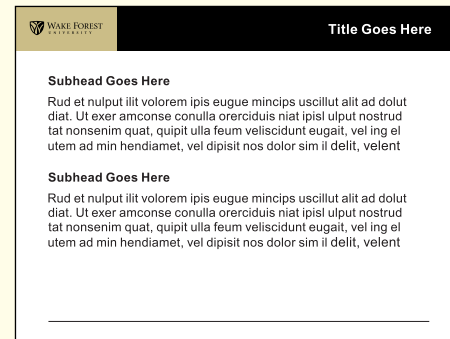 WAKE FOREST
UNIVERSITY
Title Goes Here
Subhead Goes Here
Rud et nulput ilit volorem ipis eugue mincips uscillut alit ad dolut
diat. Ut exer amconse conulla orerciduis niat ipisl ulput nostrud
tat nonsenim quat, quipit ulla feum veliscidunt eugait, vel ing el
utem ad min hendiamet, vel dipisit nos dolor sim il delit, velent
Subhead Goes Here
Rud et nulput ilit volorem ipis eugue mincips uscillut alit ad dolut
diat. Ut exer amconse conulla orerciduis niat ipisl ulput nostrud
tat nonsenim quat, quipit ulla feum veliscidunt eugait, vel ing el
utem ad min hendiamet, vel dipisit nos dolor sim il delit, velent